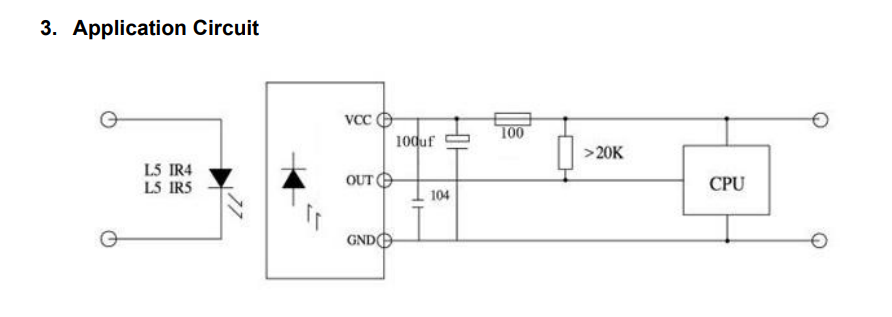 3. Application Circuit
VCC
100uf
100
>20K
L5 IR4
L5 IR5
OUT
104
CPU
GND